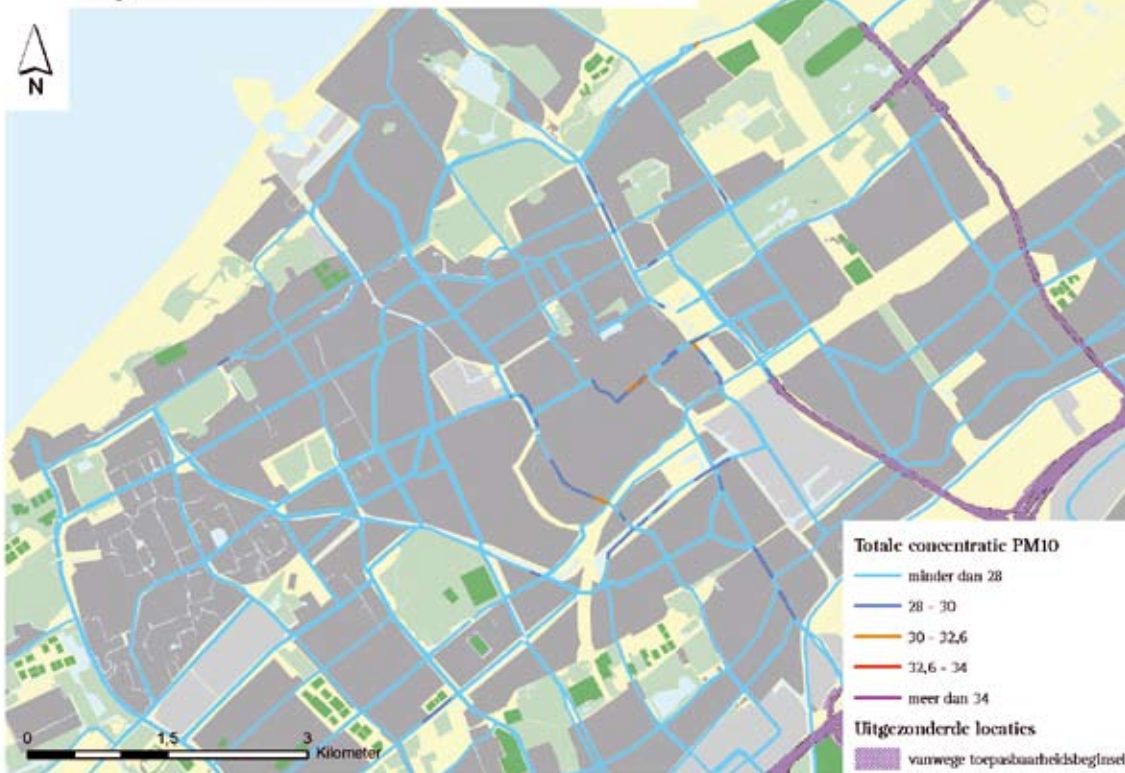 N
Totale concentratie PM10
minder dan 28
28 - 30
30 - 32,6
32,6 - 34
meer dan 34
Uitgezonderde locaties
vanwege toepasbaarheidsbeginsel
0 1,5 3
Kilometer